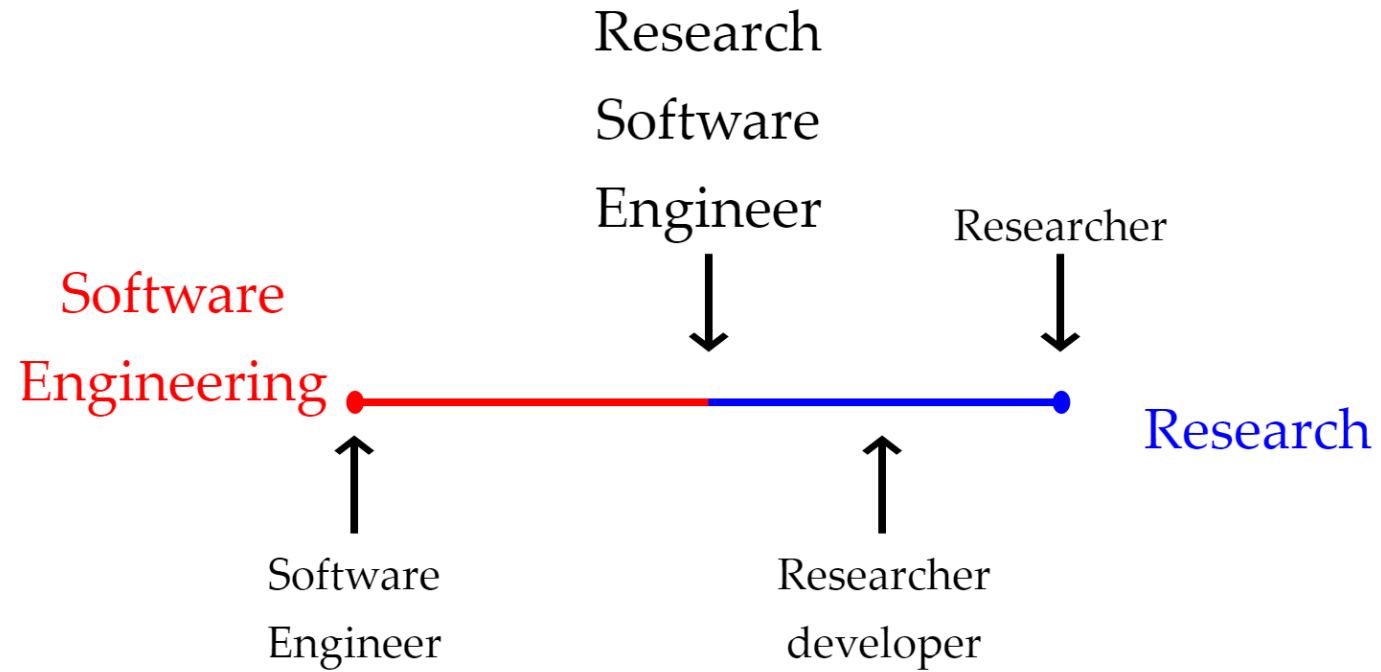 Research
Software
Engineer
Researcher
Software
Engineering
Research
Software
Engineer
Researcher
developer